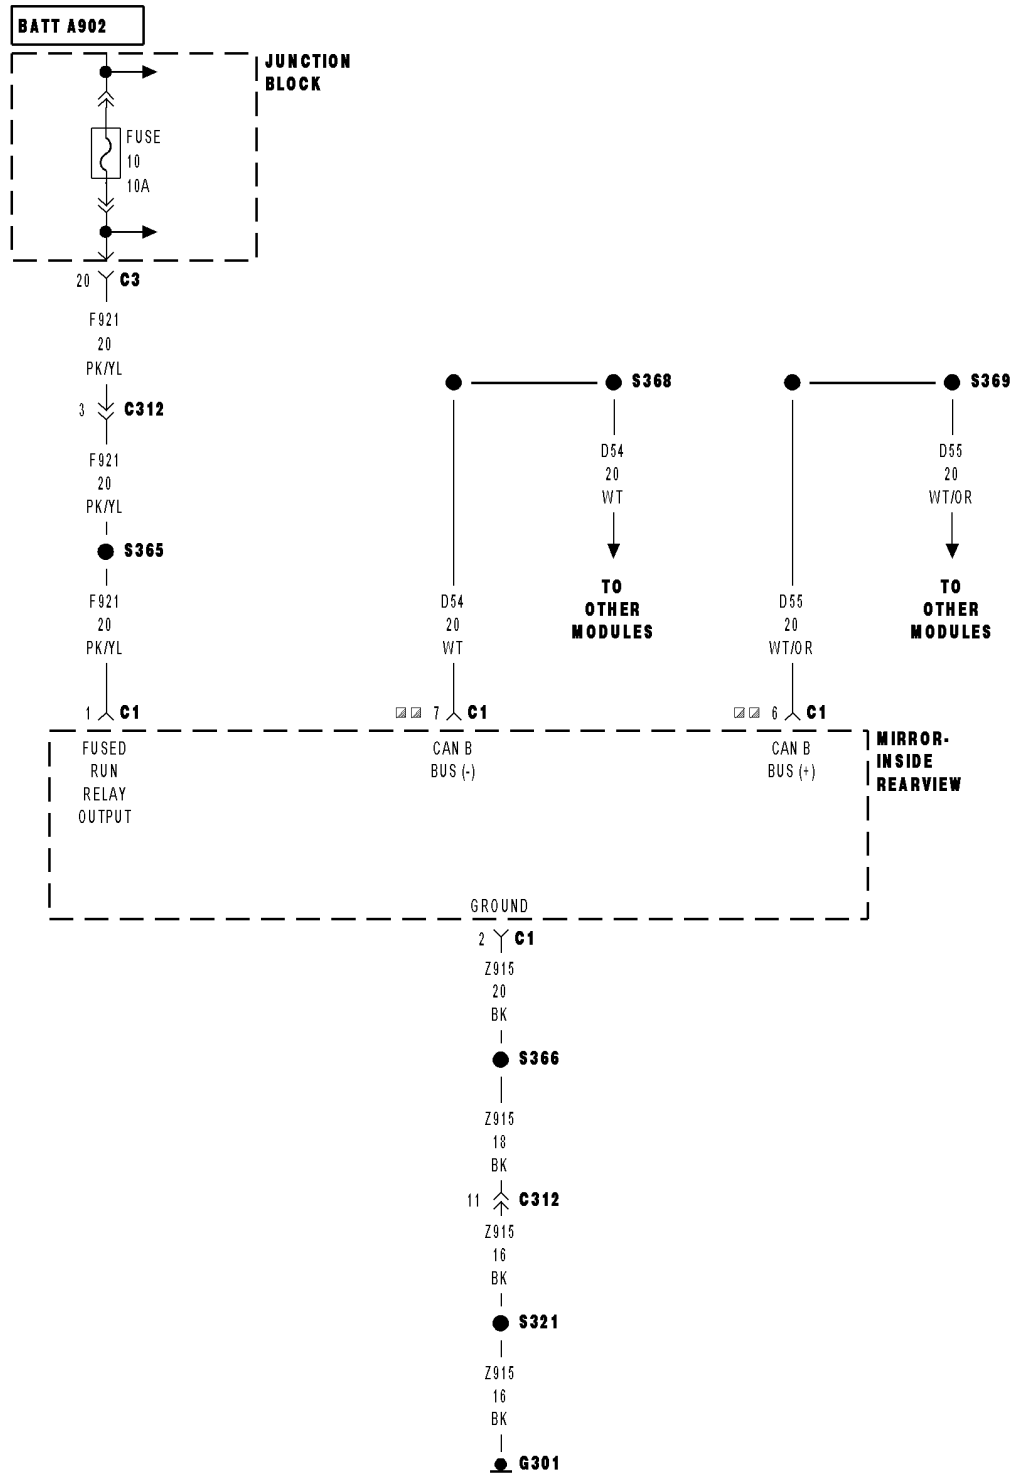 BATT A902
JUNCTION
BLOCK
FUSE
10
10A
20 C3
F921
20
PK/YL
3 C312
F921
20
PK/YL
S365
F921
20
PK/YL
1 C1
S368
D54
20
WT
TO
OTHER
MODULES
D54
20
WT
7 C1
S369
D55
20
WT/OR
TO
OTHER
MODULES
D55
20
WT/OR
6 C1
FUSED
RUN
RELAY
OUTPUT
CAN B
BUS (-)
CAN B
BUS (+)
MIRROR-
INSIDE
REARVIEW
GROUND
2 C1
Z915
20
BK
S366
Z915
18
BK
11 C312
Z915
16
BK
S321
Z915
16
BK
G301